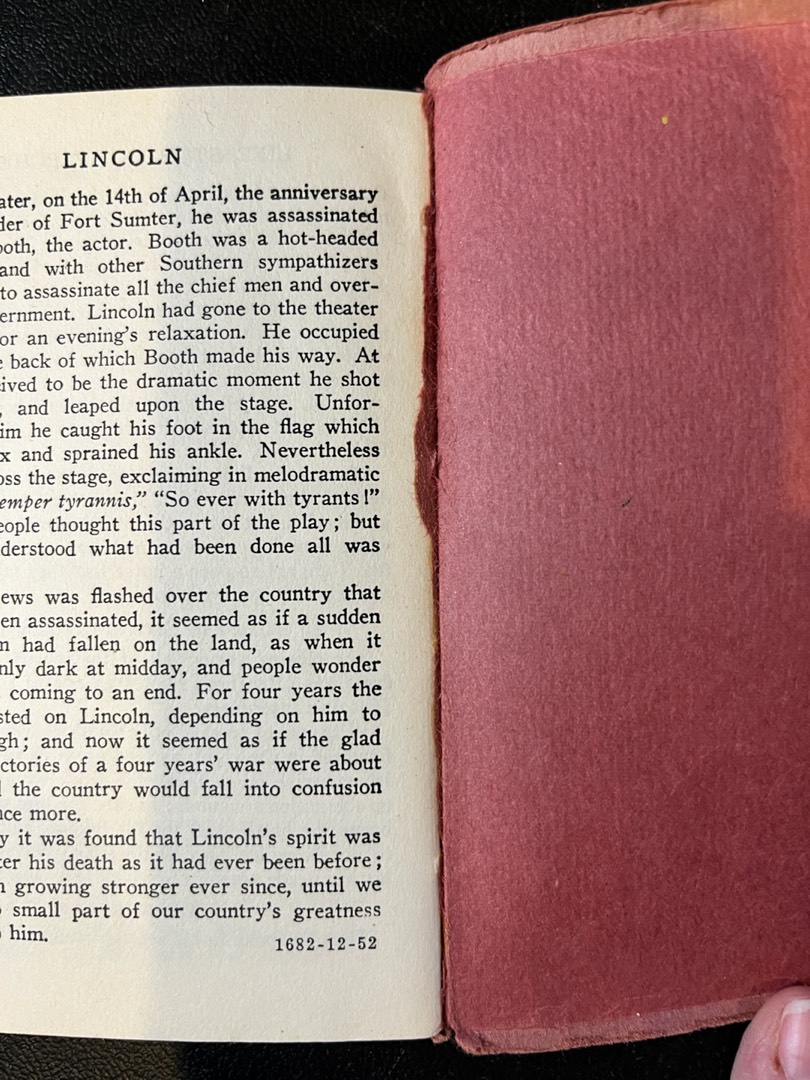 LINCOLN
ater, on the 14th of April, the anniversary
der of Fort Sumter, he was assassinated
ooth, the actor. Booth was a hot-headed
and with other Southern sympathizers
to assassinate all the chief men and over-
ernment. Lincoln had gone to the theater
or an evening's relaxation. He occupied
e back of which Booth made his way. At
ived to be the dramatic moment he shot
, and leaped upon the stage. Unfor-
im he caught his foot in the flag which
x and sprained his ankle. Nevertheless
oss the stage, exclaiming in melodramatic
emper tyrannis," "So ever with tyrants!"
eople thought this part of the play; but
derstood what had been done all was
ews was flashed over the country that
en assassinated, it seemed as if a sudden
n had fallen on the land, as when it
nly dark at midday, and people wonder
coming to an end. For four years the
sted on Lincoln, depending on him to
gh; and now it seemed as if the glad
ctories of a four years' war were about
the country would fall into confusion
nce more.
y it was found that Lincoln's spirit was
ter his death as it had ever been before;
n growing stronger ever since, until we
small part of our country's greatness
him.
1682-12-52